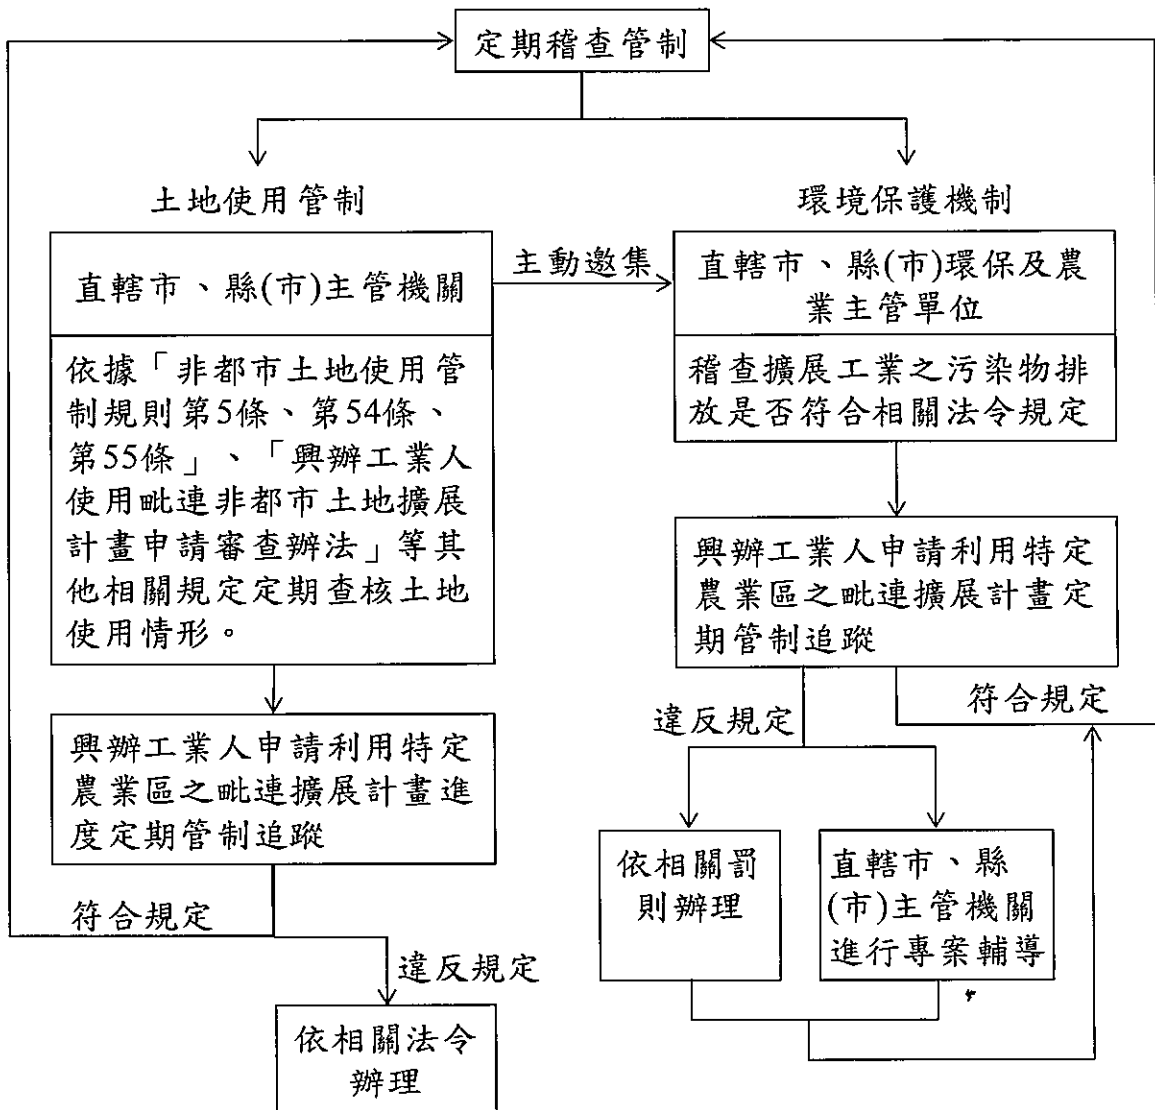 定期稽查管制
土地使用管制
直轄市、縣(市)主管機關
依據「非都市土地使用管
制規則第5條、第54條、
第55條」、「興辦工業人
使用毗連非都市土地擴展
計畫申請審查辦法」等其
他相關規定定期查核土地
使用情形。
興辦工業人申請利用特定
農業區之毗連擴展計畫進
度定期管制追蹤
符合規定
違反規定
依相關法令
辦理
主動邀集
環境保護機制
直轄市、縣(市)環保及農
業主管單位
稽查擴展工業之污染物排
放是否符合相關法令規定
興辦工業人申請利用特定
農業區之毗連擴展計畫定
期管制追蹤
違反規定
符合規定
依相關罰
則辦理
直轄市、縣
(市)主管機關
進行專案輔導